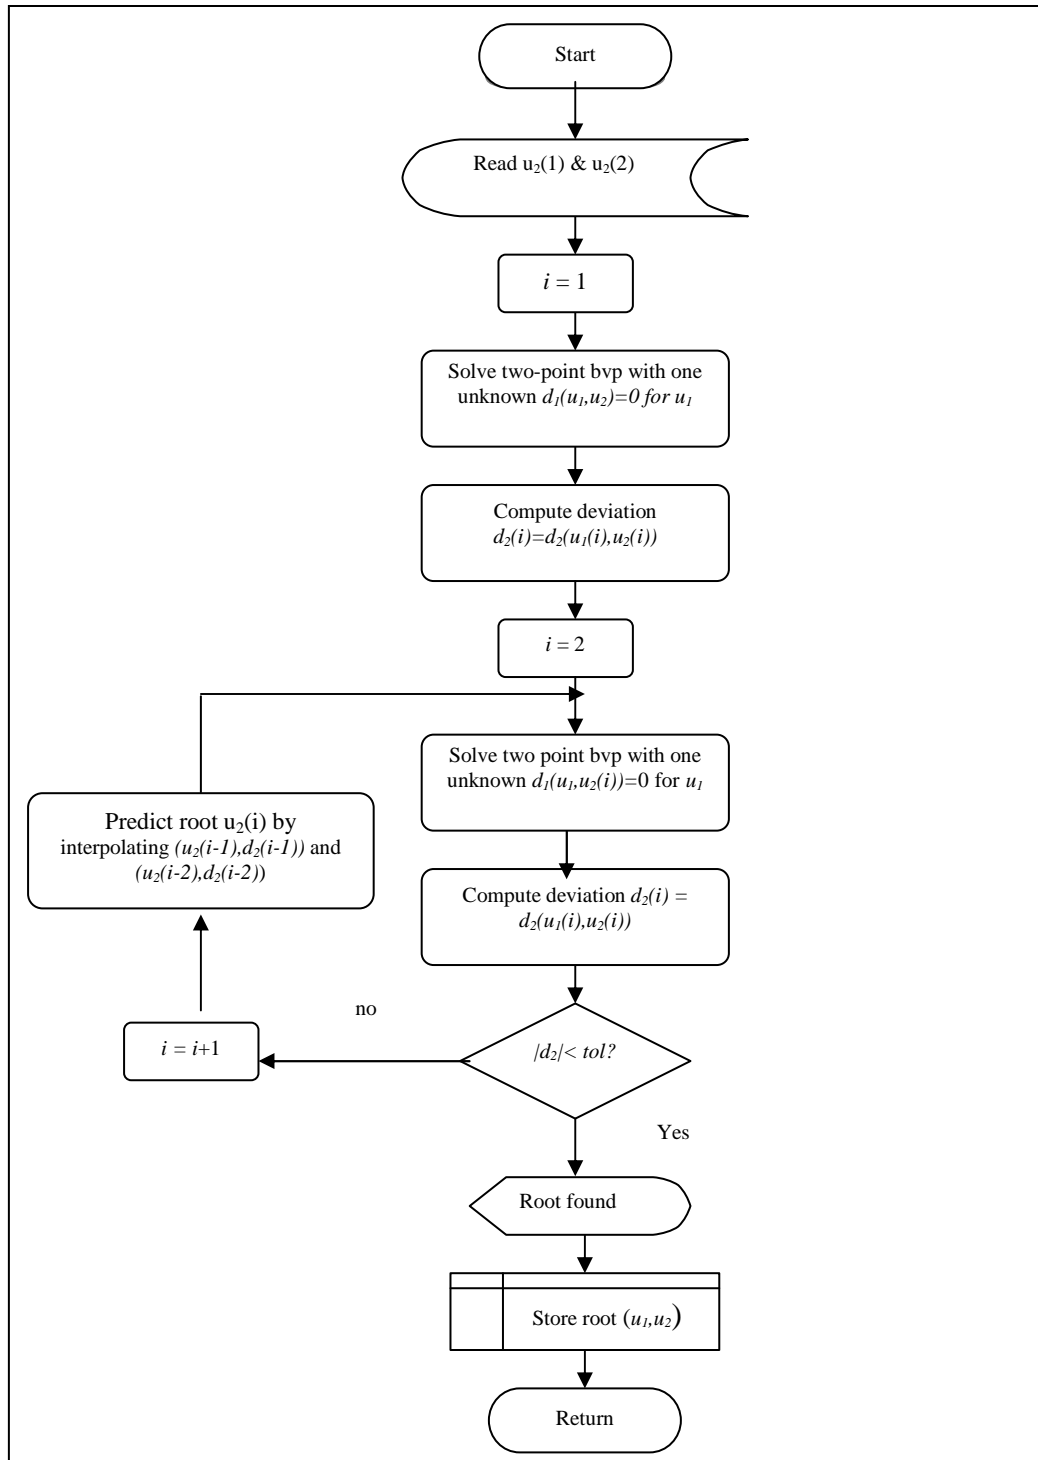 Start
Read u₂(1) & u₂(2)
i = 1
Solve two-point bvp with one
unknown d₁(u₁,u₂)=0 for u₁
Compute deviation
d₂(i)=d₂(u₁(i),u₂(i))
i = 2
Solve two point bvp with one
unknown d₁(u₁,u₂(i))=0 for u₁
Predict root u₂(i) by
interpolating (u₂(i-1),d₂(i-1)) and
(u₂(i-2),d₂(i-2))
Compute deviation d₂(i) =
d₂(u₁(i),u₂(i))
no
i = i+1
|d₂|< tol?
Yes
Root found
Store root (u₁,u₂)
Return